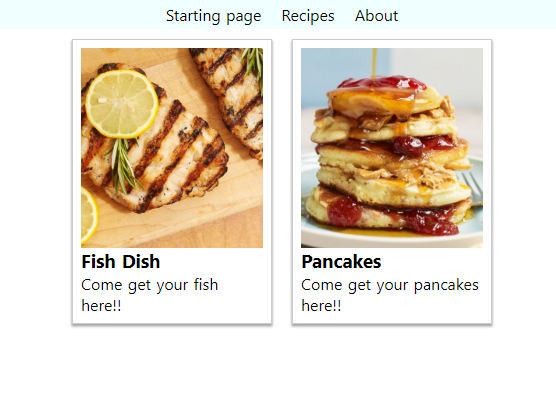 Starting page Recipes About
Fish Dish
Come get your fish
here!!
Pancakes
Come get your pancakes
here!!